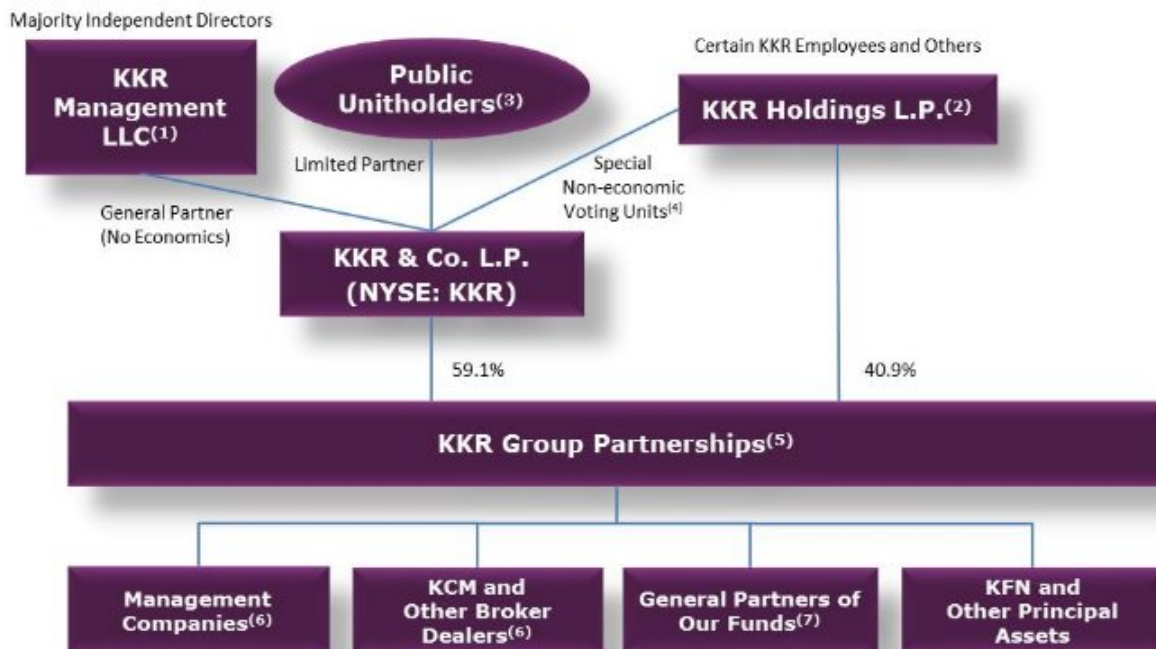 Majority Independent Directors
KKR
Management
LLC(1)
Public
Unitholders(3)
Certain KKR Employees and Others
KKR Holdings L.P.(2)
Limited Partner
Special
Non-economic
Voting Units(4)
General Partner
(No Economics)
KKR & Co. L.P.
(NYSE: KKR)
59.1%
40.9%
KKR Group Partnerships(5)
Management
Companies(6)
KCM and
Other Broker
Dealers(6)
General Partners of
Our Funds(7)
KFN and
Other Principal
Assets